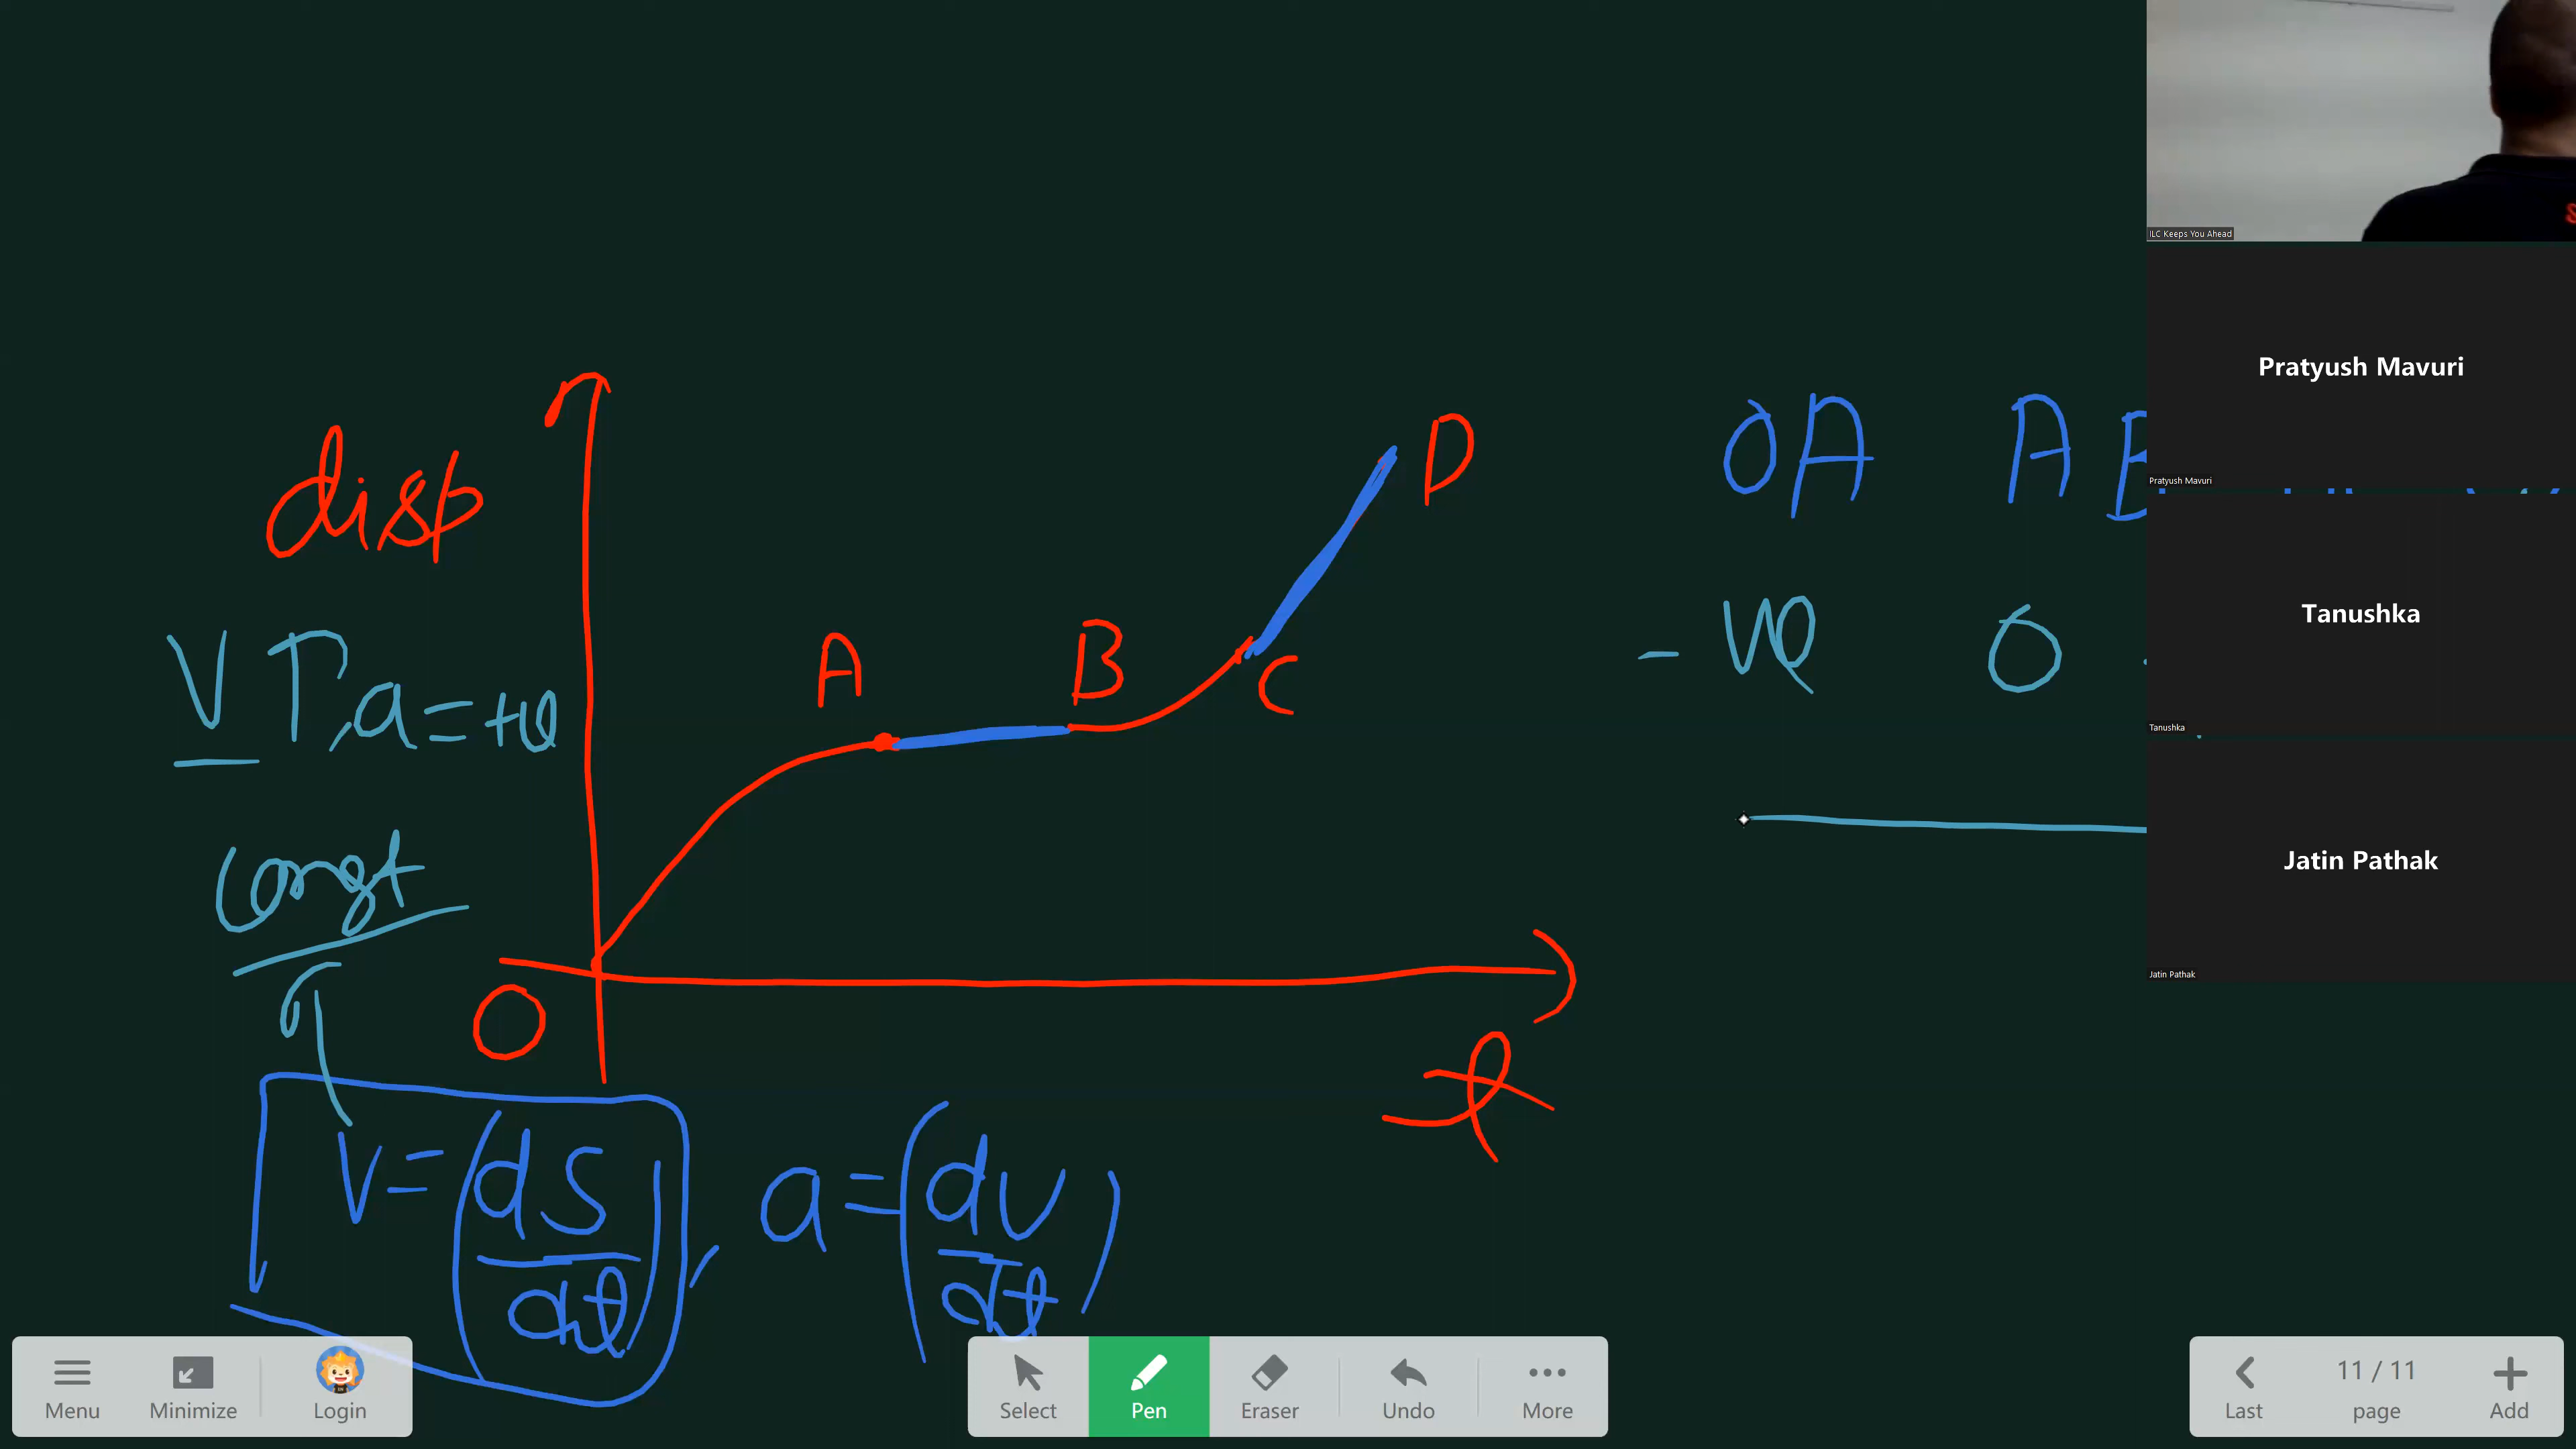 disp
D
OA AB
A B
C
V↑, a = +ve
- ve 0
const
O
t
v = (ds/dt), a = (dv/dt)
ILC Keeps You Ahead
Pratyush Mavuri
Pratyush Mavuri
Tanushka
Tanushka
Jatin Pathak
Jatin Pathak
Menu Minimize Login
Select Pen Eraser Undo More
Last 11 / 11 page Add